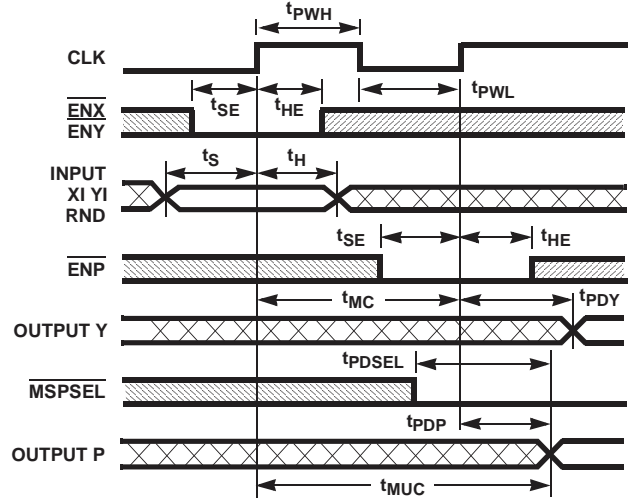 tPWH
CLK
tSE tHE tPWL
ENX
ENY
tS tH
INPUT
XI YI
RND
tSE tHE
ENP
tMC tPDY
OUTPUT Y
tPDSEL
MSPSEL
tPDP
OUTPUT P
tMUC